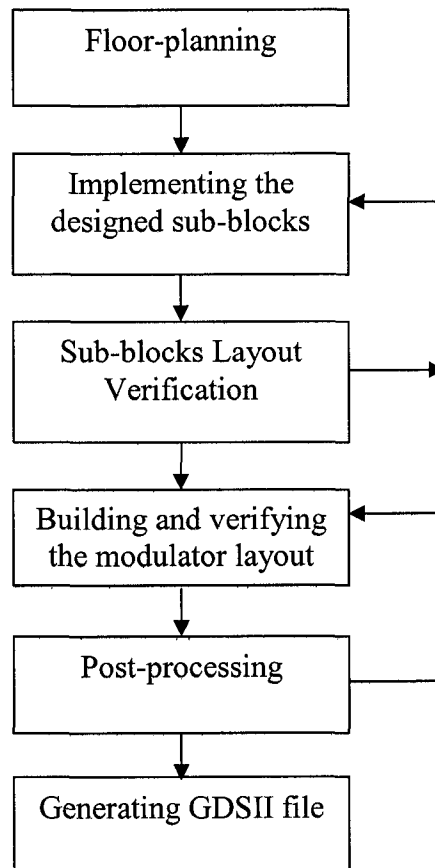 Floor-planning
Implementing the
designed sub-blocks
Sub-blocks Layout
Verification
Building and verifying
the modulator layout
Post-processing
Generating GDSII file